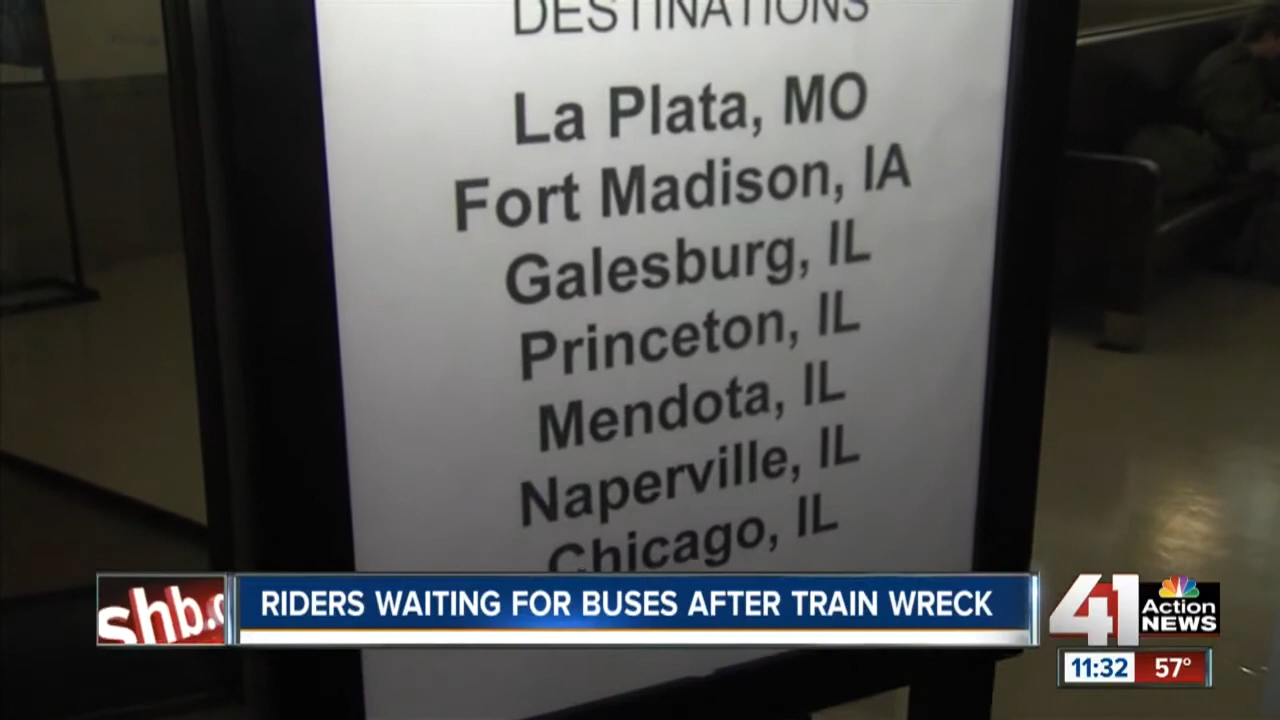 DESTINATIONS
La Plata, MO
Fort Madison, IA
Galesburg, IL
Princeton, IL
Mendota, IL
Naperville, IL
Chicago, IL
shb.c
RIDERS WAITING FOR BUSES AFTER TRAIN WRECK
41
Action
NEWS
11:32 57°